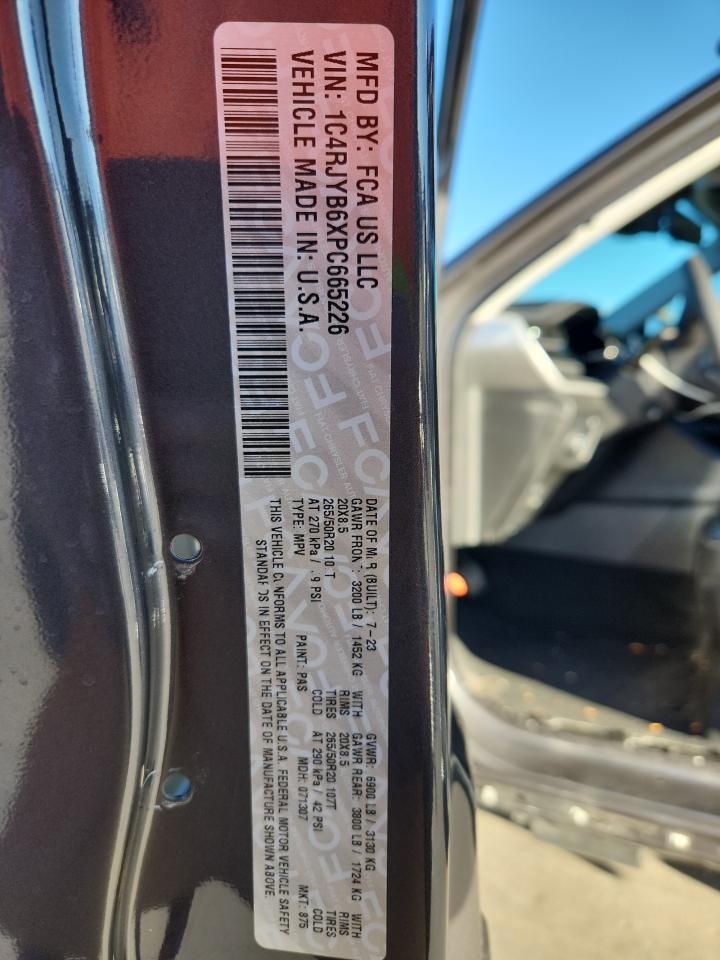 MFD BY: FCA US LLC
VIN: 1C4RJYB6XPC665226
VEHICLE MADE IN: U.S.A.
DATE OF M R (BUILT): 7-23 GVWR: 6900 LB / 3130 KG
GAWR FRON : 3200 LB / 1452 KG WITH GAWR REAR: 3800 LB / 1724 KG WITH
20X8.5 RIMS 20X8.5 RIMS
265/50R20 10 T TIRES 265/50R20 107T TIRES
AT 270 kPa / 9 PSI COLD AT 290 kPa / 42 PSI COLD
TYPE: MPV PAINT: PAS MDH: 071307 MKT: 875
THIS VEHICLE C NFORMS TO ALL APPLICABLE U.S.A. FEDERAL MOTOR VEHICLE SAFETY
STANDA DS IN EFFECT ON THE DATE OF MANUFACTURE SHOWN ABOVE.